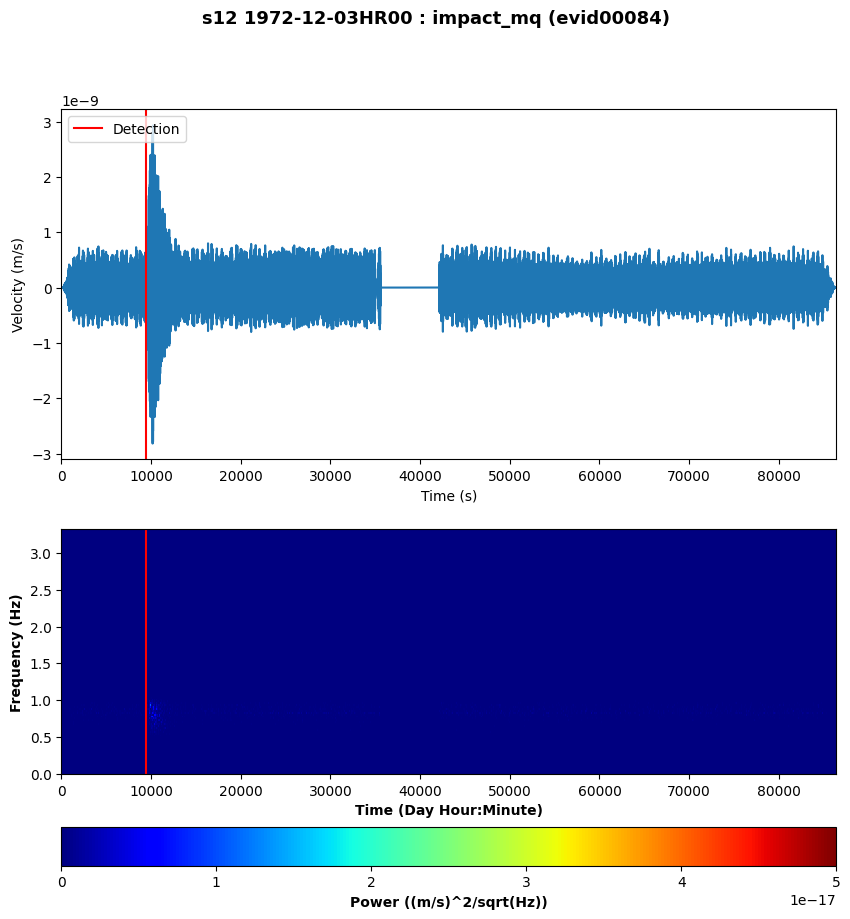 s12 1972-12-03HR00 : impact_mq (evid00084)
1e−9
Detection
3
2
1
0
−1
−2
−3
Velocity (m/s)
0 10000 20000 30000 40000 50000 60000 70000 80000
Time (s)
3.0
2.5
2.0
1.5
1.0
0.5
0.0
Frequency (Hz)
0 10000 20000 30000 40000 50000 60000 70000 80000
Time (Day Hour:Minute)
0 1 2 3 4 5
1e−17
Power ((m/s)^2/sqrt(Hz))